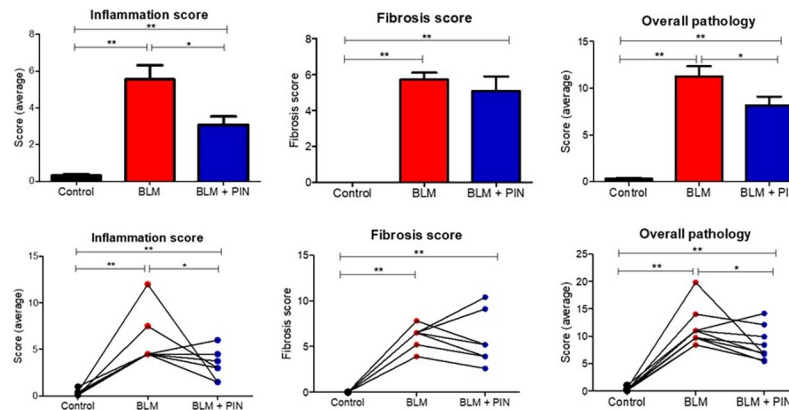 Inflammation score
**
**
*
Score (average)
8
6
4
2
0
Control
BLM
BLM + PIN
Fibrosis score
**
**
Fibrosis score
8
6
4
2
0
Control
BLM
BLM + PIN
Overall pathology
**
**
*
Score (average)
15
10
5
0
Control
BLM
BLM + PI
Inflammation score
**
**
*
Score (average)
15
10
5
0
Control
BLM
BLM + PIN
Fibrosis score
**
**
Fibrosis score
15
10
5
0
Control
BLM
BLM + PIN
Overall pathology
**
**
*
Score (average)
25
20
15
10
5
0
Control
BLM
BLM + PIN